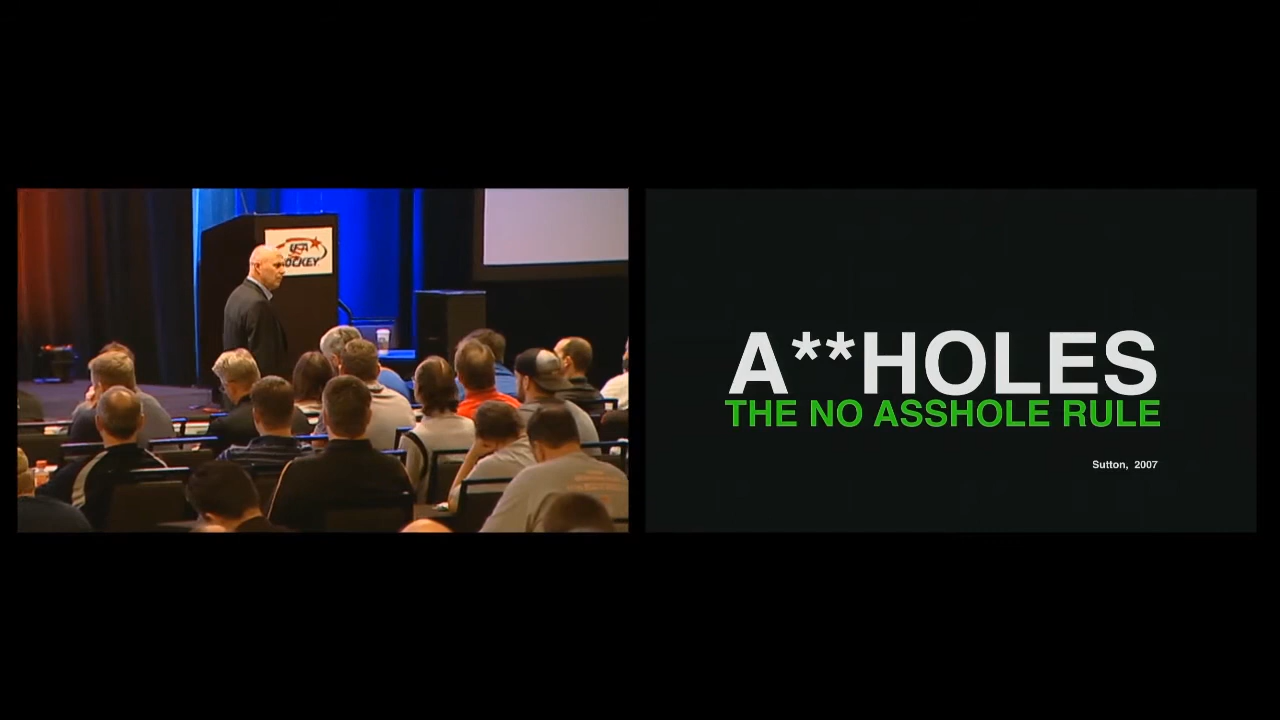 USA
HOCKEY
A**HOLES
THE NO ASSHOLE RULE
Sutton, 2007